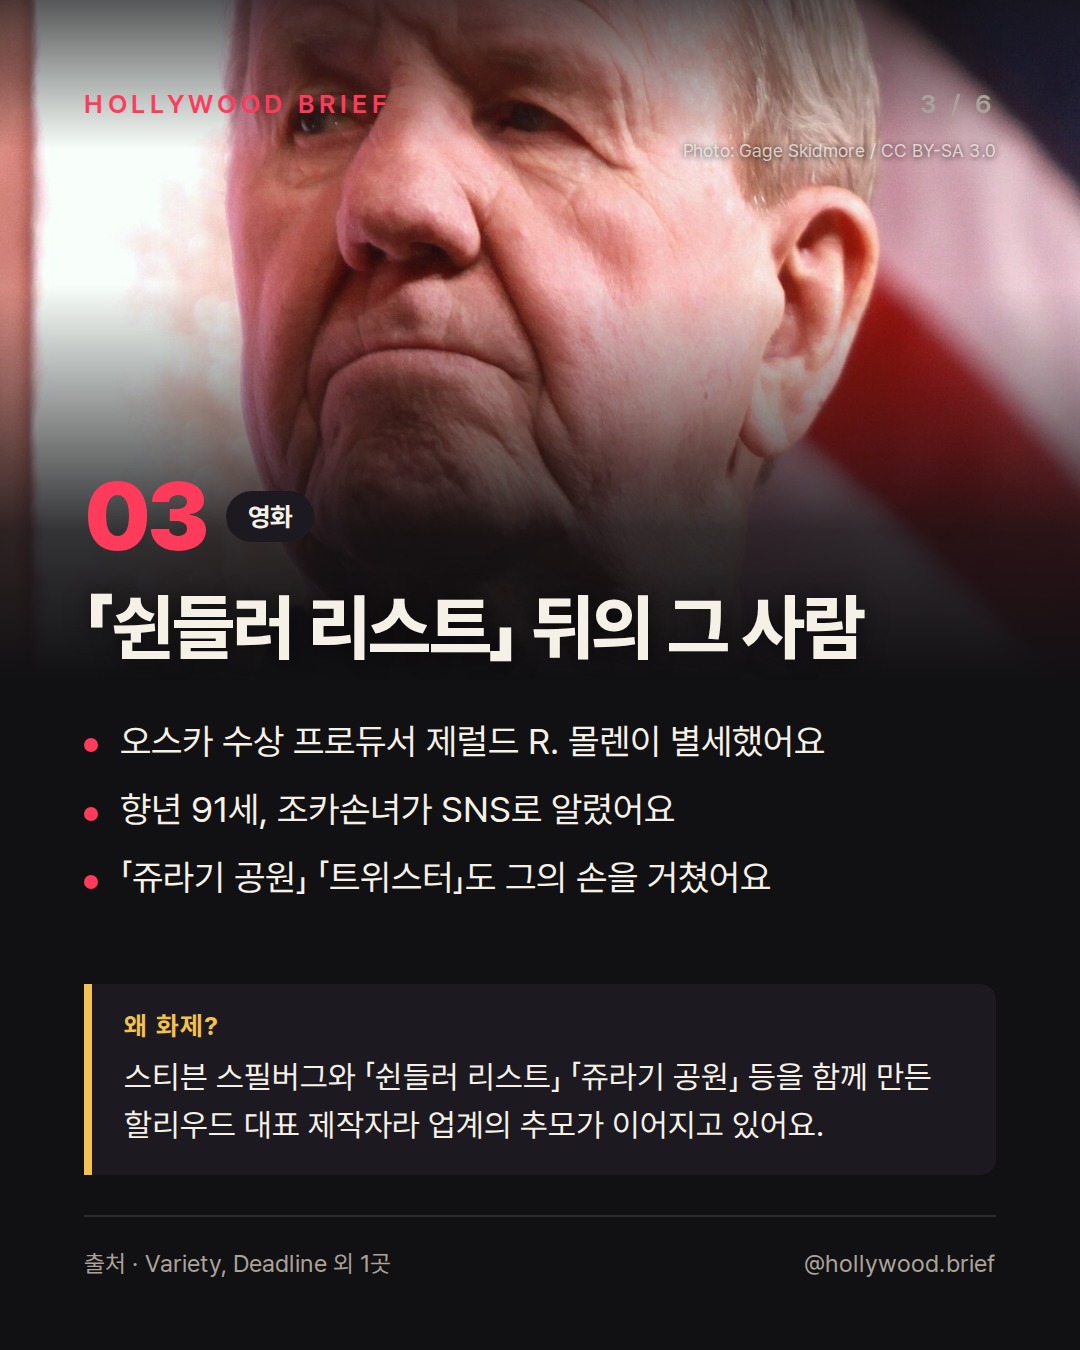 HOLLYWOOD BRIEF
3 / 6
Photo: Gage Skidmore / CC BY-SA 3.0
03
영화
「쉰들러 리스트」 뒤의 그 사람
• 오스카 수상 프로듀서 제럴드 R. 몰렌이 별세했어요
• 향년 91세, 조카손녀가 SNS로 알렸어요
• 「쥬라기 공원」 「트위스터」도 그의 손을 거쳤어요
왜 화제?
스티븐 스필버그와 「쉰들러 리스트」 「쥬라기 공원」 등을 함께 만든
할리우드 대표 제작자라 업계의 추모가 이어지고 있어요.
출처 · Variety, Deadline 외 1곳
@hollywood.brief